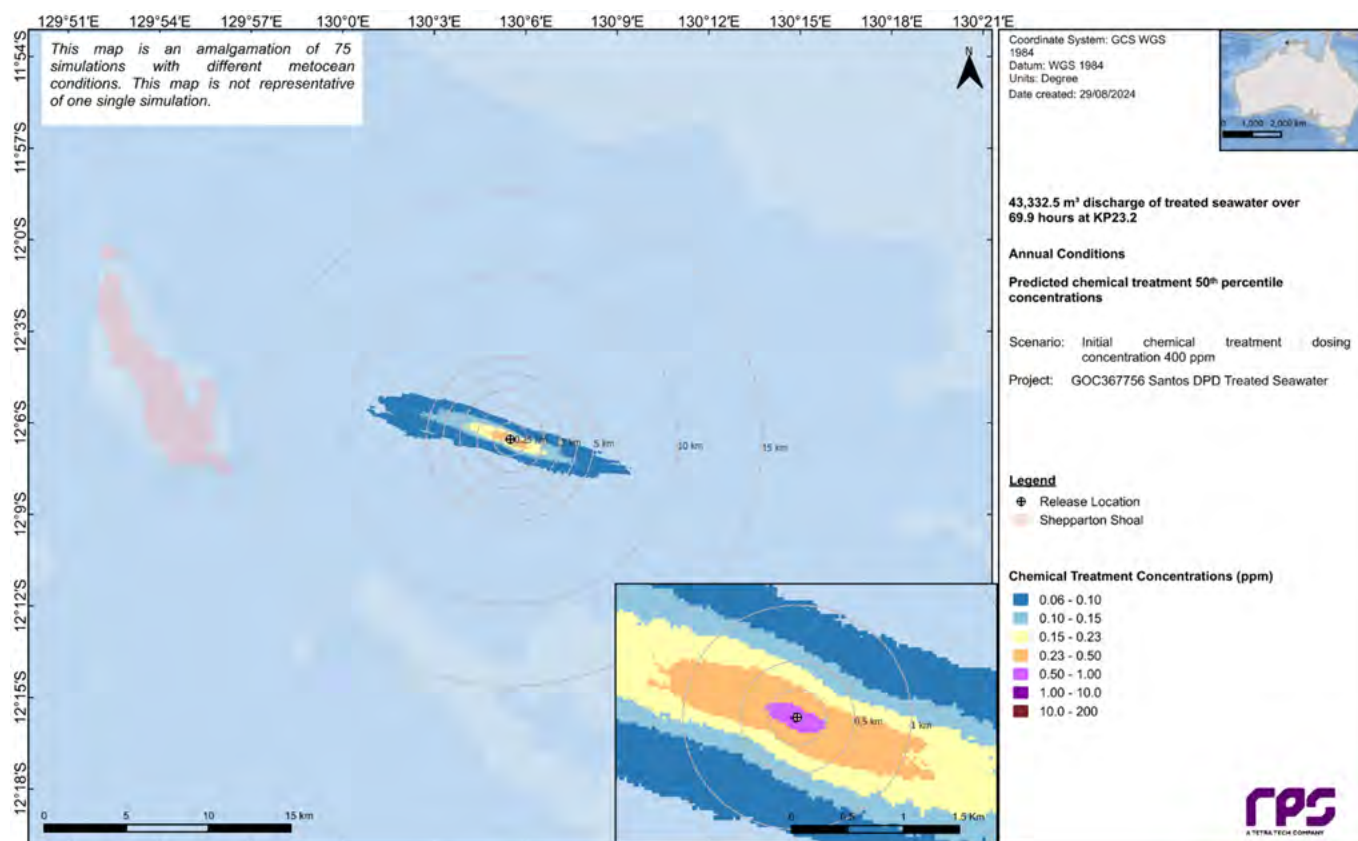 129°51'E 129°54'E 129°57'E 130°0'E 130°3'E 130°6'E 130°9'E 130°12'E 130°15'E 130°18'E 130°21'E
This map is an amalgamation of 75
simulations with different metocean
conditions. This map is not representative
of one single simulation.
N
11°54'S
11°57'S
12°0'S
12°3'S
12°6'S
12°9'S
12°12'S
12°15'S
12°18'S
5 km
10 km
15 km
0 5 10 15 km
0.5 km
1 km
0 0.5 1 1.5 Km
Coordinate System: GCS WGS
1984
Datum: WGS 1984
Units: Degree
Date created: 29/08/2024
0 1,000 2,000 km
43,332.5 m³ discharge of treated seawater over
69.9 hours at KP23.2
Annual Conditions
Predicted chemical treatment 50th percentile
concentrations
Scenario: Initial chemical treatment dosing
concentration 400 ppm
Project: GOC367756 Santos DPD Treated Seawater
Legend
Release Location
Shepparton Shoal
Chemical Treatment Concentrations (ppm)
0.06 - 0.10
0.10 - 0.15
0.15 - 0.23
0.23 - 0.50
0.50 - 1.00
1.00 - 10.0
10.0 - 200
rps
A TETRA TECH COMPANY